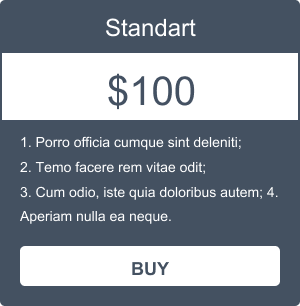 Standart
$100
1. Porro officia cumque sint deleniti;
2. Temo facere rem vitae odit;
3. Cum odio, iste quia doloribus autem; 4.
Aperiam nulla ea neque.
BUY